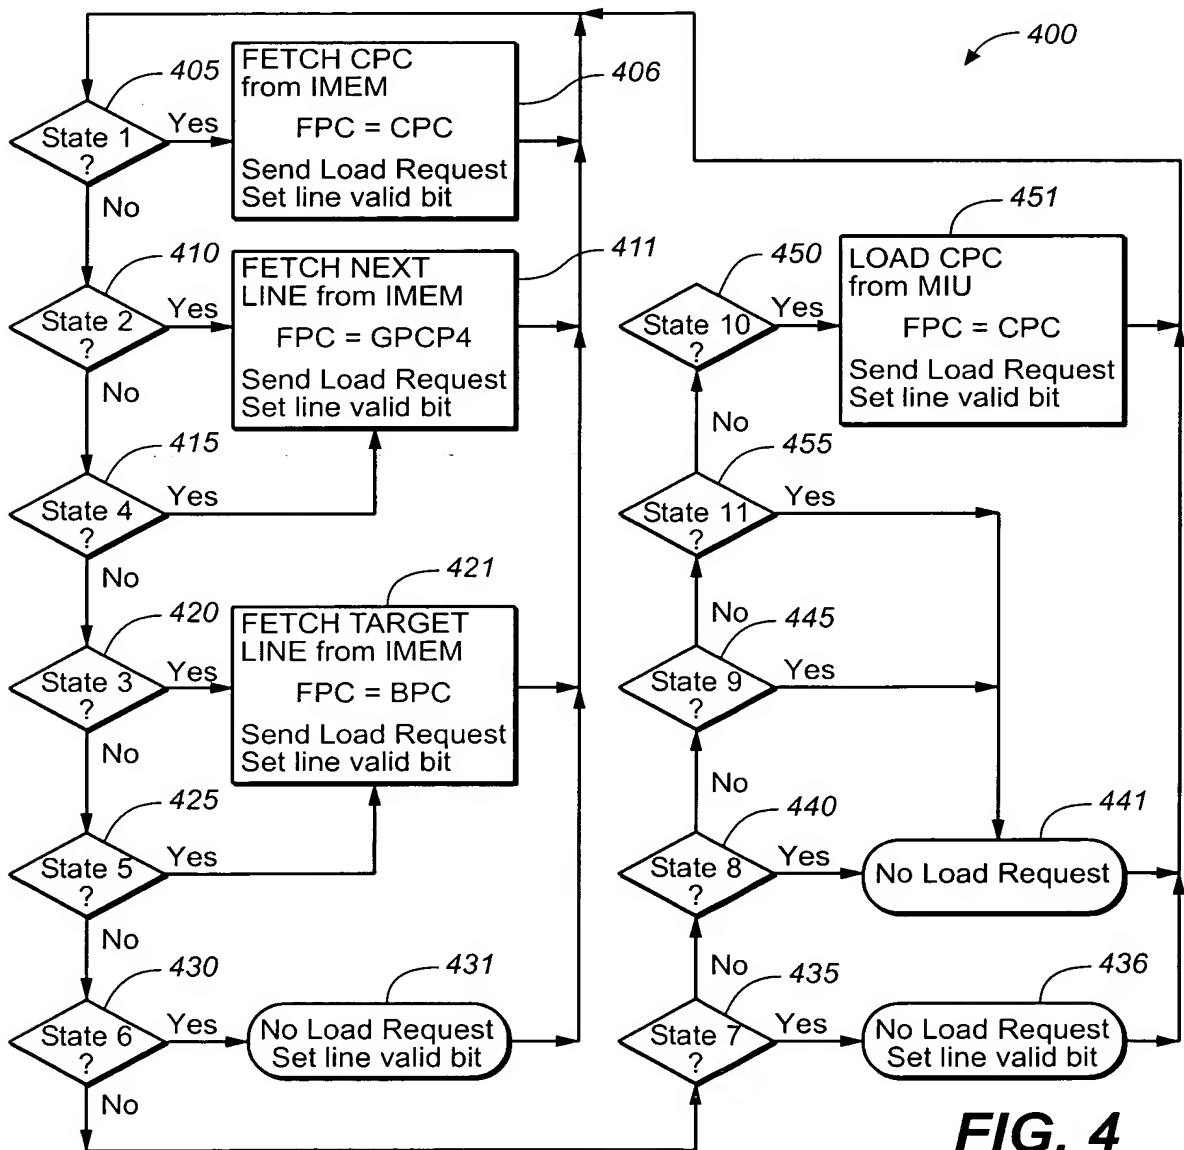 400
405
State 1
?
Yes
No
FETCH CPC
from IMEM
FPC = CPC
Send Load Request
Set line valid bit
406
410
State 2
?
Yes
No
FETCH NEXT
LINE from IMEM
FPC = GPCP4
Send Load Request
Set line valid bit
411
415
State 4
?
Yes
No
420
State 3
?
Yes
No
421
FETCH TARGET
LINE from IMEM
FPC = BPC
Send Load Request
Set line valid bit
425
State 5
?
Yes
No
430
State 6
?
Yes
No
431
No Load Request
Set line valid bit
450
State 10
?
Yes
No
451
LOAD CPC
from MIU
FPC = CPC
Send Load Request
Set line valid bit
455
State 11
?
Yes
No
445
State 9
?
Yes
No
440
State 8
?
Yes
No
441
No Load Request
435
State 7
?
Yes
436
No Load Request
Set line valid bit
FIG. 4